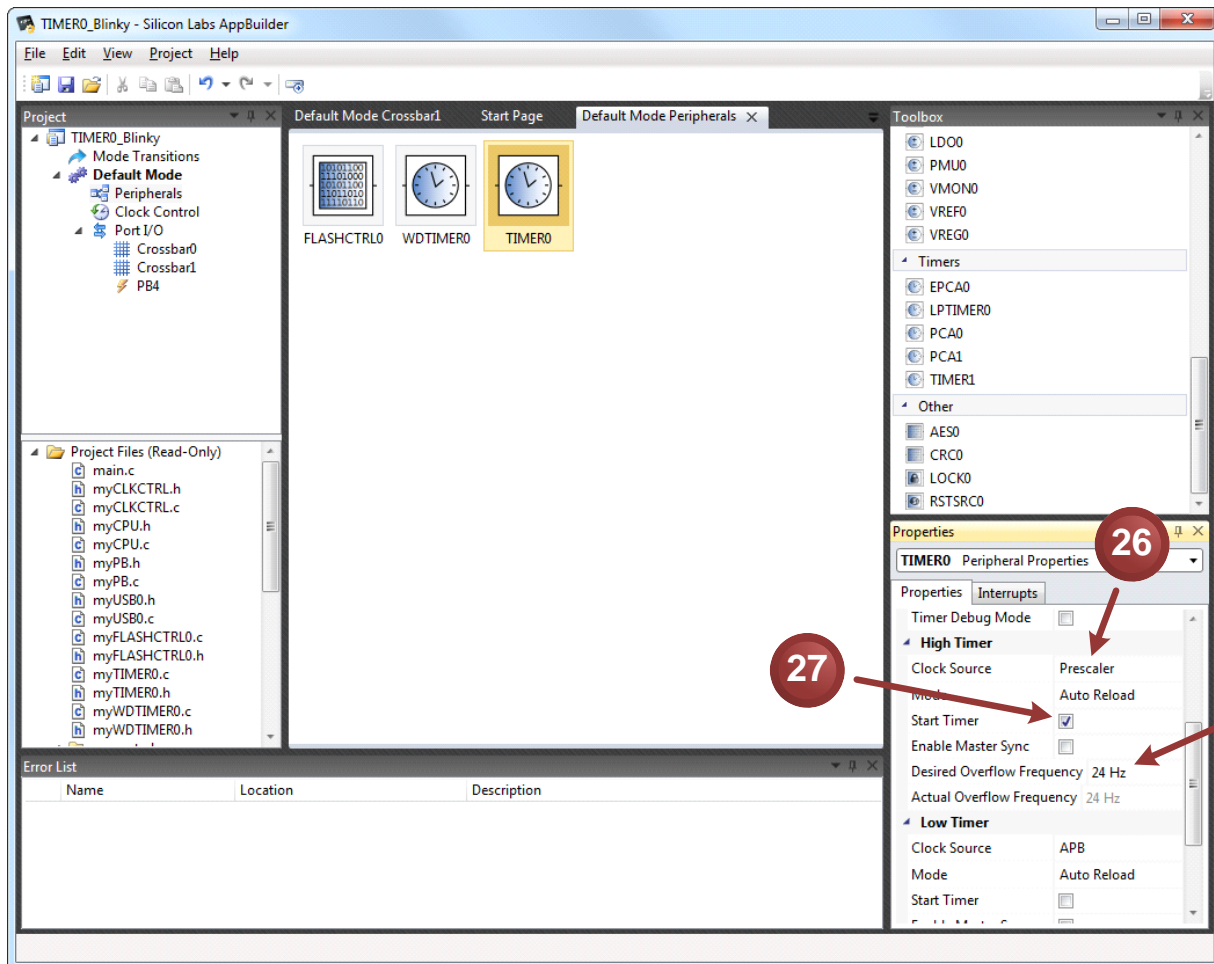 TIMER0_Blinky - Silicon Labs AppBuilder
File Edit View Project Help
Project
TIMER0_Blinky
Mode Transitions
Default Mode
Peripherals
Clock Control
Port I/O
Crossbar0
Crossbar1
PB4
Project Files (Read-Only)
main.c
myCLKCTRL.h
myCLKCTRL.c
myCPU.h
myCPU.c
myPB.h
myPB.c
myUSB0.h
myUSB0.c
myFLASHCTRL0.c
myFLASHCTRL0.h
myTIMER0.c
myTIMER0.h
myWDTIMER0.c
myWDTIMER0.h
Default Mode Crossbar1 Start Page Default Mode Peripherals
10101100
11101000
10101100
11011010
11110110
FLASHCTRL0 WDTIMER0 TIMER0
Toolbox
LDO0
PMU0
VMON0
VREF0
VREG0
Timers
EPCA0
LPTIMER0
PCA0
PCA1
TIMER1
Other
AES0
CRC0
LOCK0
RSTSRC0
Properties
26
TIMER0 Peripheral Properties
Properties Interrupts
Timer Debug Mode
High Timer
27
Clock Source Prescaler
Mode Auto Reload
Start Timer
Enable Master Sync
Desired Overflow Frequency 24 Hz
Actual Overflow Frequency 24 Hz
Low Timer
Clock Source APB
Mode Auto Reload
Start Timer
Error List
Name Location Description